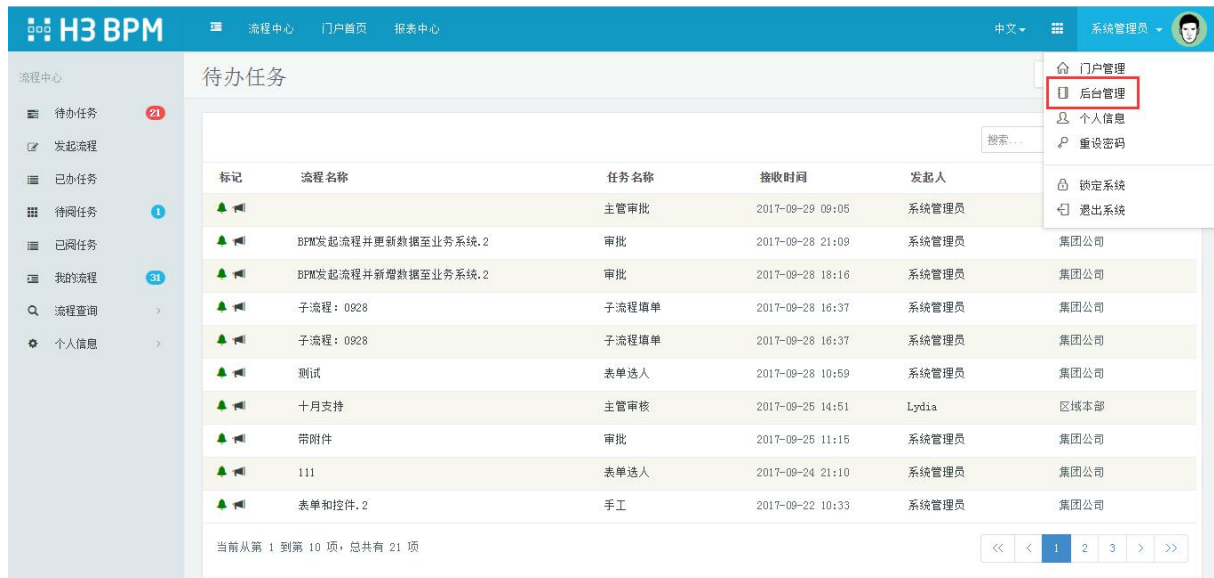 H3 BPM 流程中心 门户首页 报表中心 中文 系统管理员
流程中心
待办任务 21
发起流程
已办任务
待阅任务 1
已阅任务
我的流程 31
流程查询
个人信息
待办任务
门户管理
后台管理
个人信息
重设密码
锁定系统
退出系统
搜索...
标记 流程名称 任务名称 接收时间 发起人
主管审批 2017-09-29 09:05 系统管理员
BPM发起流程并更新数据至业务系统.2 审批 2017-09-28 21:09 系统管理员 集团公司
BPM发起流程并新增数据至业务系统.2 审批 2017-09-28 18:16 系统管理员 集团公司
子流程: 0928 子流程填单 2017-09-28 16:37 系统管理员 集团公司
子流程: 0928 子流程填单 2017-09-28 16:37 系统管理员 集团公司
测试 表单选人 2017-09-28 10:59 系统管理员 集团公司
十月支持 主管审核 2017-09-25 14:51 Lydia 区域本部
带附件 审批 2017-09-25 11:15 系统管理员 集团公司
111 表单选人 2017-09-24 21:10 系统管理员 集团公司
表单和控件.2 手工 2017-09-22 10:33 系统管理员 集团公司
当前从第 1 到第 10 项，总共有 21 项 << < 1 2 3 > >>